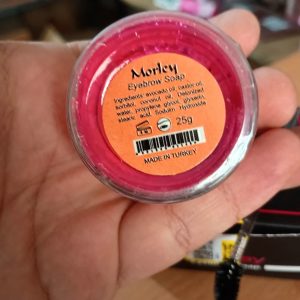 Morley
Eyebrow Soap
Ingredients: avocado oil, castor oil,
sorbitol, coconut oil, Deionized
water, propylene glycol, glycerin,
stearic acid, Sodium Hydroxide
25g
MADE IN TURKEY